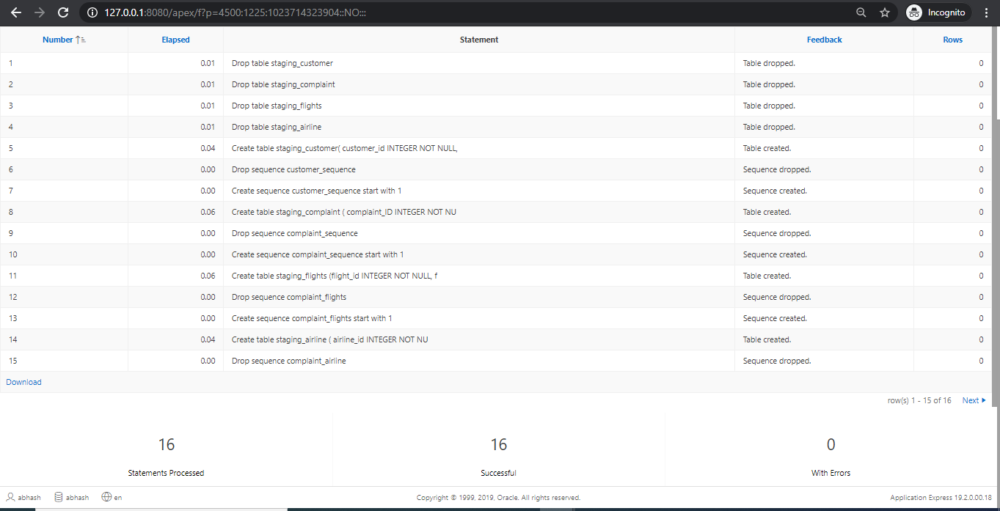 127.0.0.1:8080/apex/f?p=4500:1225:1023714323904::NO:::
Incognito
Number Elapsed Statement Feedback Rows
1 0.01 Drop table staging_customer Table dropped. 0
2 0.01 Drop table staging_complaint Table dropped. 0
3 0.01 Drop table staging_flights Table dropped. 0
4 0.01 Drop table staging_airline Table dropped. 0
5 0.04 Create table staging_customer( customer_id INTEGER NOT NULL, Table created. 0
6 0.00 Drop sequence customer_sequence Sequence dropped. 0
7 0.00 Create sequence customer_sequence start with 1 Sequence created. 0
8 0.06 Create table staging_complaint ( complaint_ID INTEGER NOT NU Table created. 0
9 0.00 Drop sequence complaint_sequence Sequence dropped. 0
10 0.00 Create sequence complaint_sequence start with 1 Sequence created. 0
11 0.06 Create table staging_flights (flight_id INTEGER NOT NULL, f Table created. 0
12 0.00 Drop sequence complaint_flights Sequence dropped. 0
13 0.00 Create sequence complaint_flights start with 1 Sequence created. 0
14 0.04 Create table staging_airline ( airline_id INTEGER NOT NU Table created. 0
15 0.00 Drop sequence complaint_airline Sequence dropped. 0
Download
row(s) 1 - 15 of 16 Next
16 16 0
Statements Processed Successful With Errors
abhash abhash en Copyright © 1999, 2019, Oracle. All rights reserved. Application Express 19.2.0.00.18